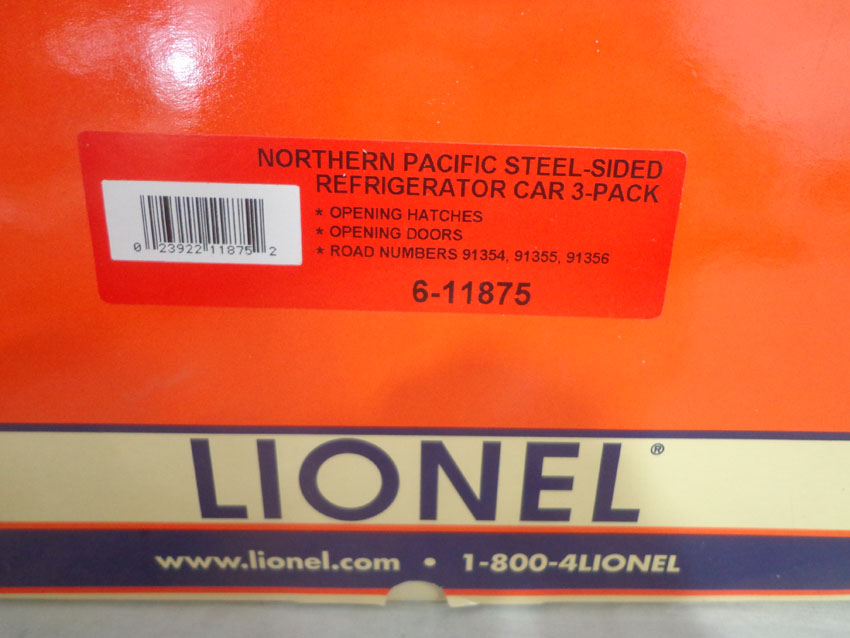 NORTHERN PACIFIC STEEL-SIDED
REFRIGERATOR CAR 3-PACK
* OPENING HATCHES
* OPENING DOORS
* ROAD NUMBERS 91354, 91355, 91356
0 23922 11875 2
6-11875
LIONEL®
www.lionel.com • 1-800-4LIONEL